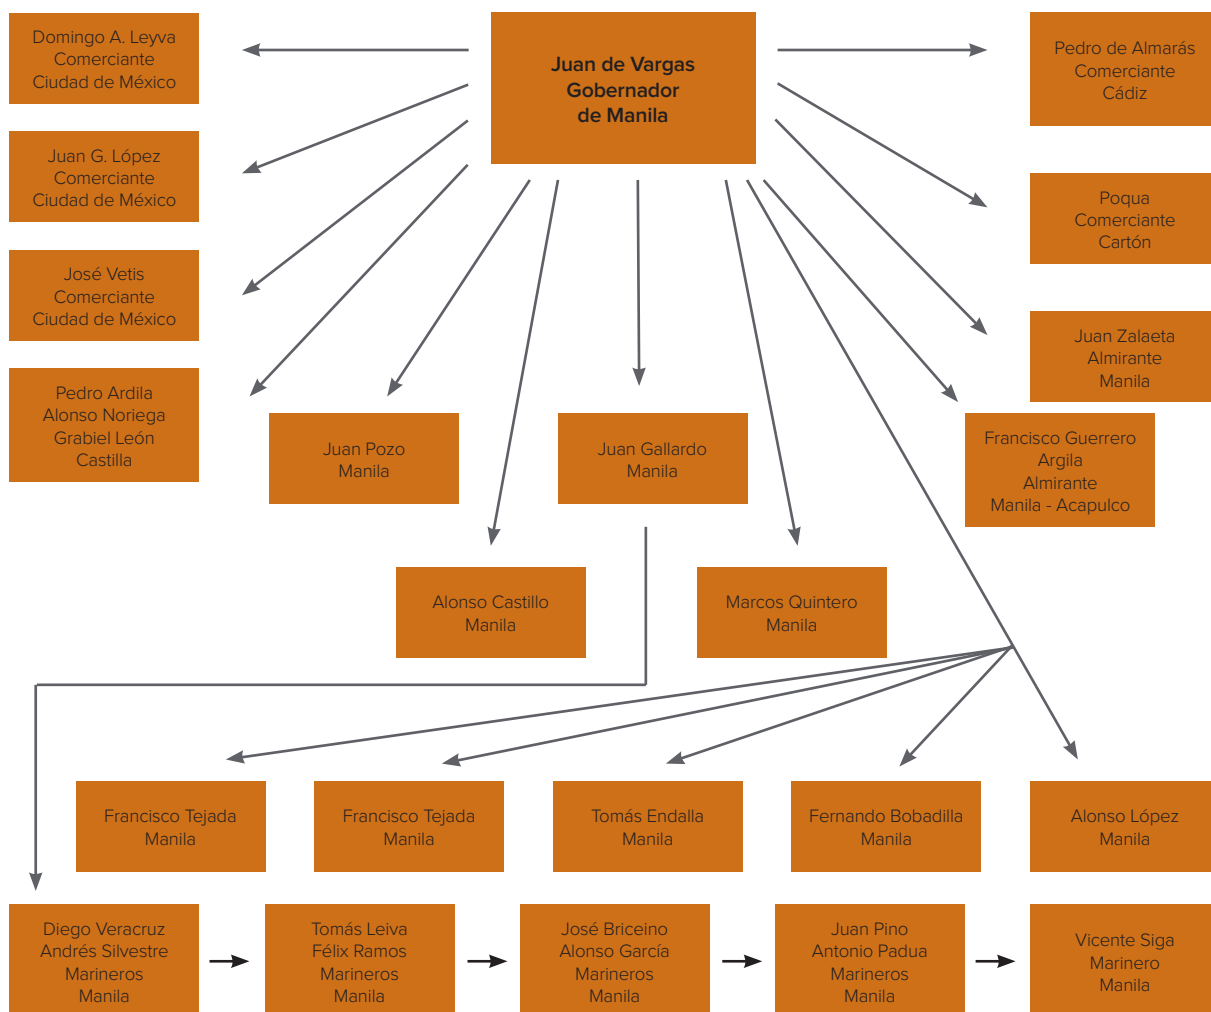 Domingo A. Leyva
Comerciante
Ciudad de México
Juan de Vargas
Gobernador
de Manila
Pedro de Almarás
Comerciante
Cádiz
Juan G. López
Comerciante
Ciudad de México
Poqua
Comerciante
Cartón
José Vetis
Comerciante
Ciudad de México
Juan Zalaeta
Almirante
Manila
Pedro Ardila
Alonso Noriega
Grabiel León
Castilla
Juan Pozo
Manila
Juan Gallardo
Manila
Francisco Guerrero
Argila
Almirante
Manila - Acapulco
Alonso Castillo
Manila
Marcos Quintero
Manila
Francisco Tejada
Manila
Francisco Tejada
Manila
Tomás Endalla
Manila
Fernando Bobadilla
Manila
Alonso López
Manila
Diego Veracruz
Andrés Silvestre
Marineros
Manila
Tomás Leiva
Félix Ramos
Marineros
Manila
José Briceino
Alonso García
Marineros
Manila
Juan Pino
Antonio Padua
Marineros
Manila
Vicente Siga
Marinero
Manila